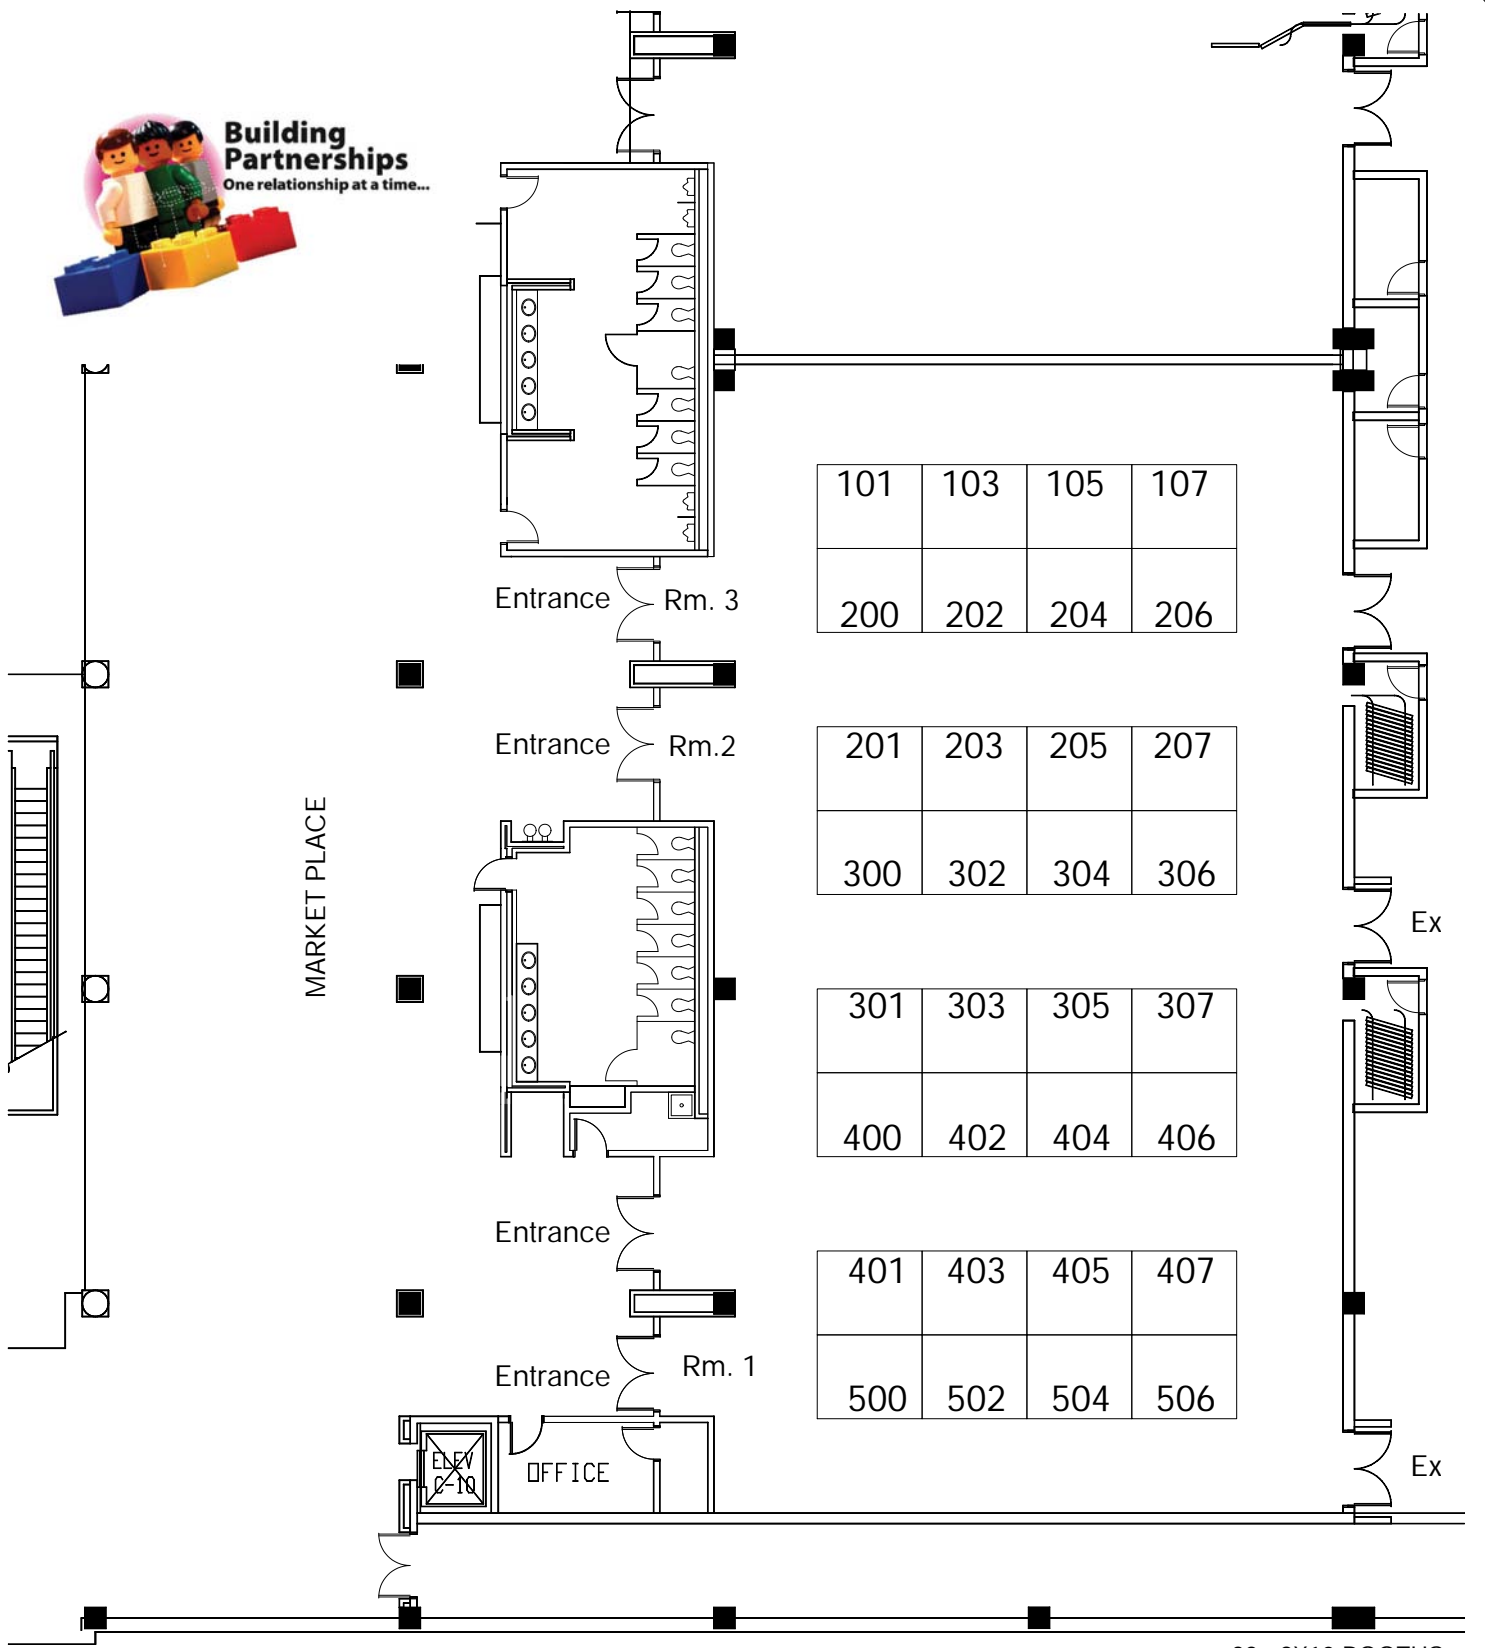 Building
Partnerships
One relationship at a time...
101 103 105 107
200 202 204 206
Entrance Rm. 3
Entrance Rm.2
201 203 205 207
300 302 304 306
MARKET PLACE
Ex
301 303 305 307
400 402 404 406
Entrance
401 403 405 407
500 502 504 506
Entrance Rm. 1
ELEV
C-10
OFFICE
Ex